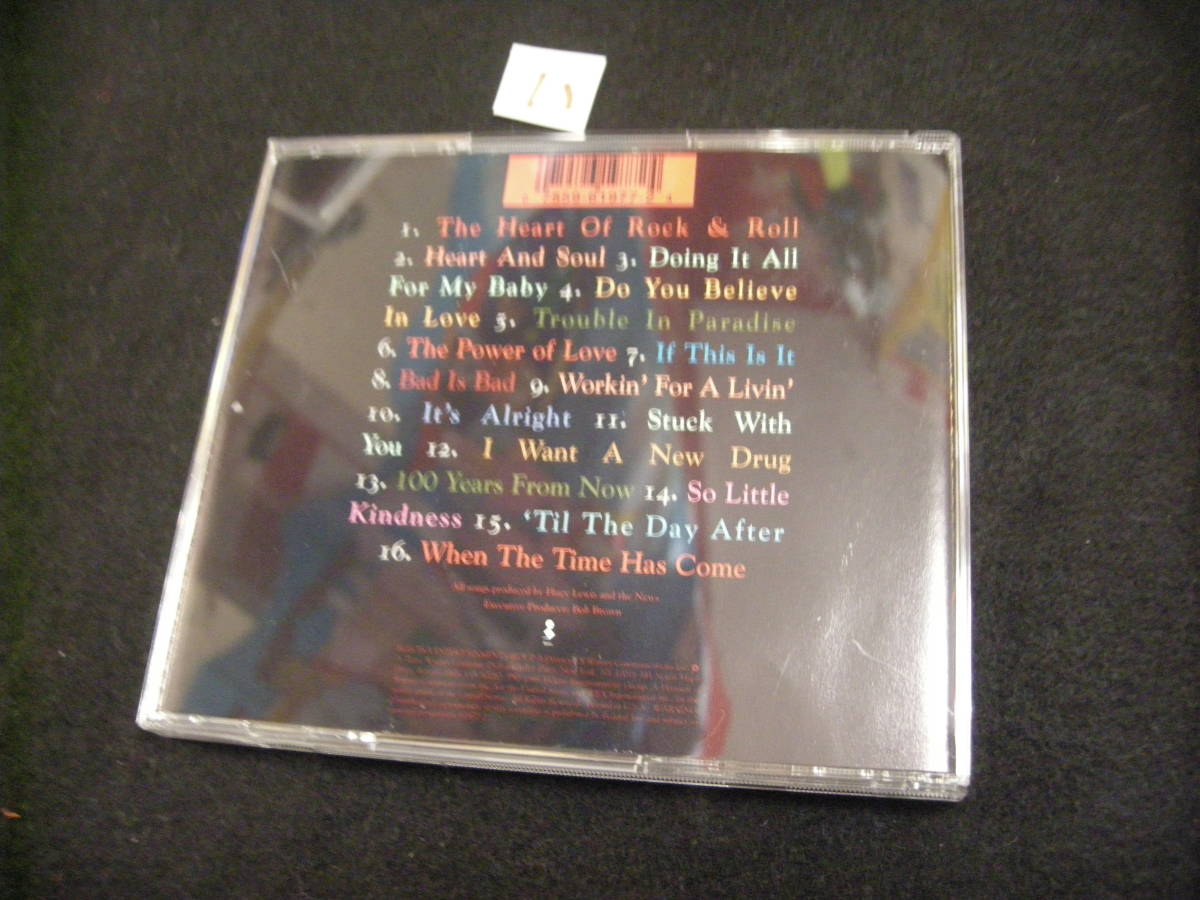 い
1. The Heart Of Rock & Roll
2. Heart And Soul 3. Doing It All
For My Baby 4. Do You Believe
In Love 5. Trouble In Paradise
6. The Power of Love 7. If This Is It
8. Bad Is Bad 9. Workin' For A Livin'
10. It's Alright 11. Stuck With
You 12. I Want A New Drug
13. 100 Years From Now 14. So Little
Kindness 15. 'Til The Day After
16. When The Time Has Come
All songs produced by Huey Lewis and the News
Executive Producer: Bob Brown